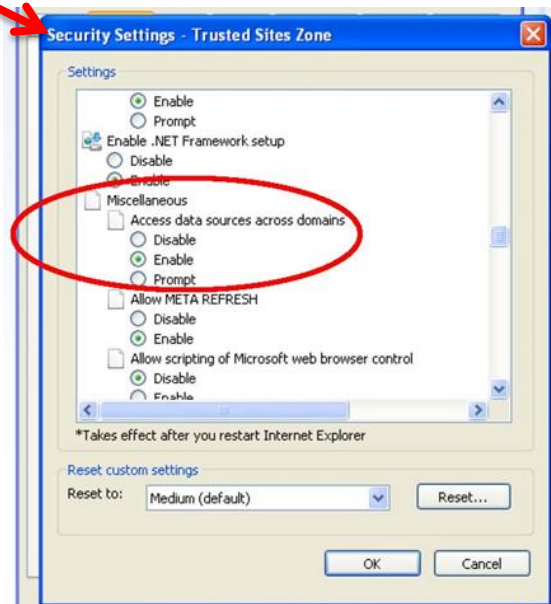 Security Settings - Trusted Sites Zone
Settings
Enable
Prompt
Enable .NET Framework setup
Disable
Enable
Miscellaneous
Access data sources across domains
Disable
Enable
Prompt
Allow META REFRESH
Disable
Enable
Allow scripting of Microsoft web browser control
Disable
Enable
*Takes effect after you restart Internet Explorer
Reset custom settings
Reset to: Medium (default) Reset...
OK Cancel